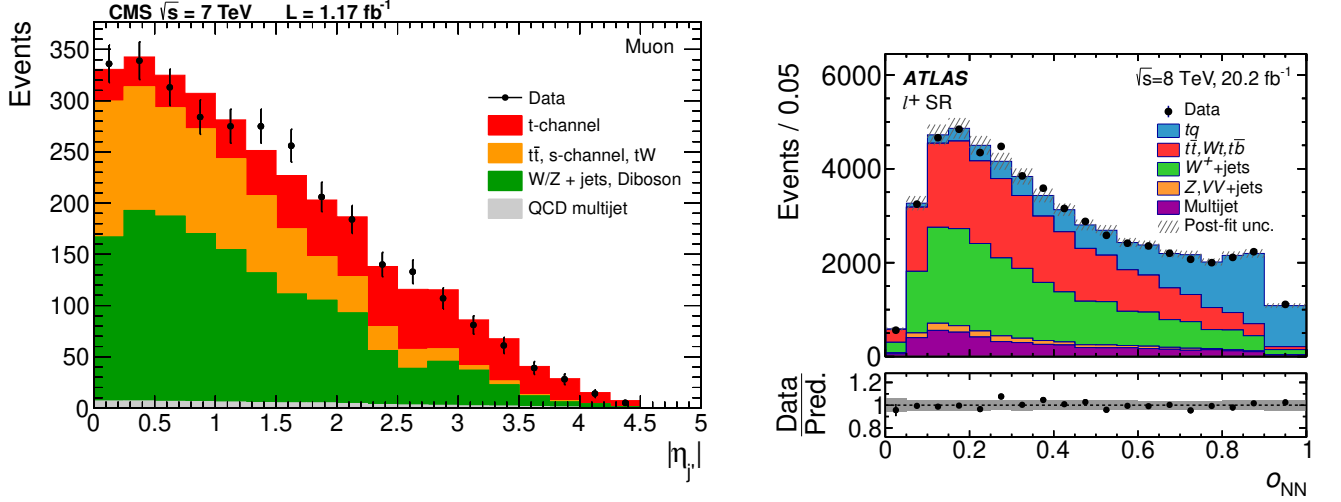 CMS √s = 7 TeV L = 1.17 fb⁻¹
Events
350
300
250
200
150
100
50
0
Muon
Data
t-channel
tt̄, s-channel, tW
W/Z + jets, Diboson
QCD multijet
0 0.5 1 1.5 2 2.5 3 3.5 4 4.5 5
|η_j'|
Events / 0.05
6000
4000
2000
0
ATLAS √s=8 TeV, 20.2 fb⁻¹
l⁺ SR
Data
tq
tt̄,Wt,tb̄
W⁺+jets
Z,VV+jets
Multijet
Post-fit unc.
Data
Pred.
1.2
1
0.8
0 0.2 0.4 0.6 0.8 1
o_NN